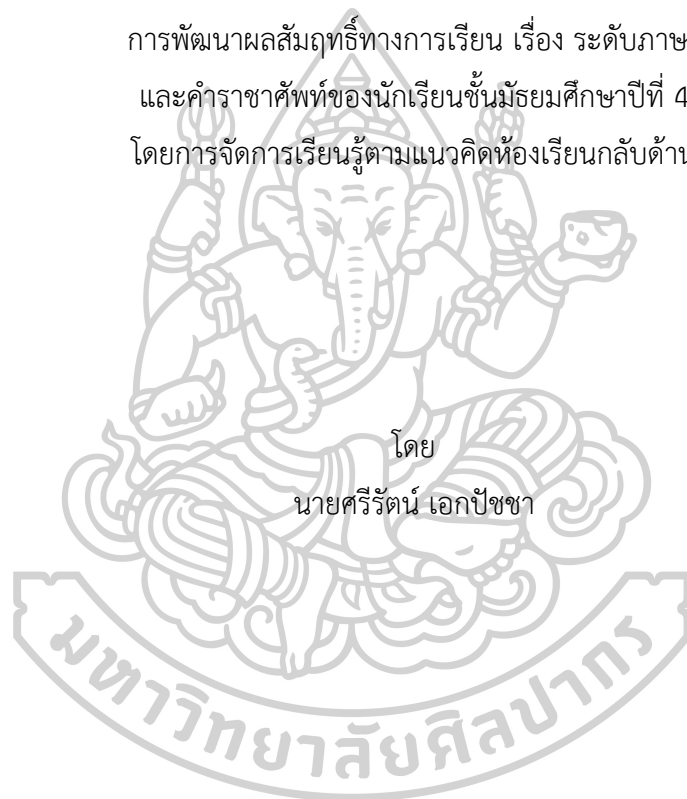 การพัฒนาผลสัมฤทธิ์ทางการเรียน เรื่อง ระดับภาษ
และคำราชาศัพท์ของนักเรียนชั้นมัธยมศึกษาปีที่ 4
โดยการจัดการเรียนรู้ตามแนวคิดห้องเรียนกลับด้าน
โดย
นายศรีรัตน์ เอกปัชชา
มหาวิทยาลัยศิลปากร